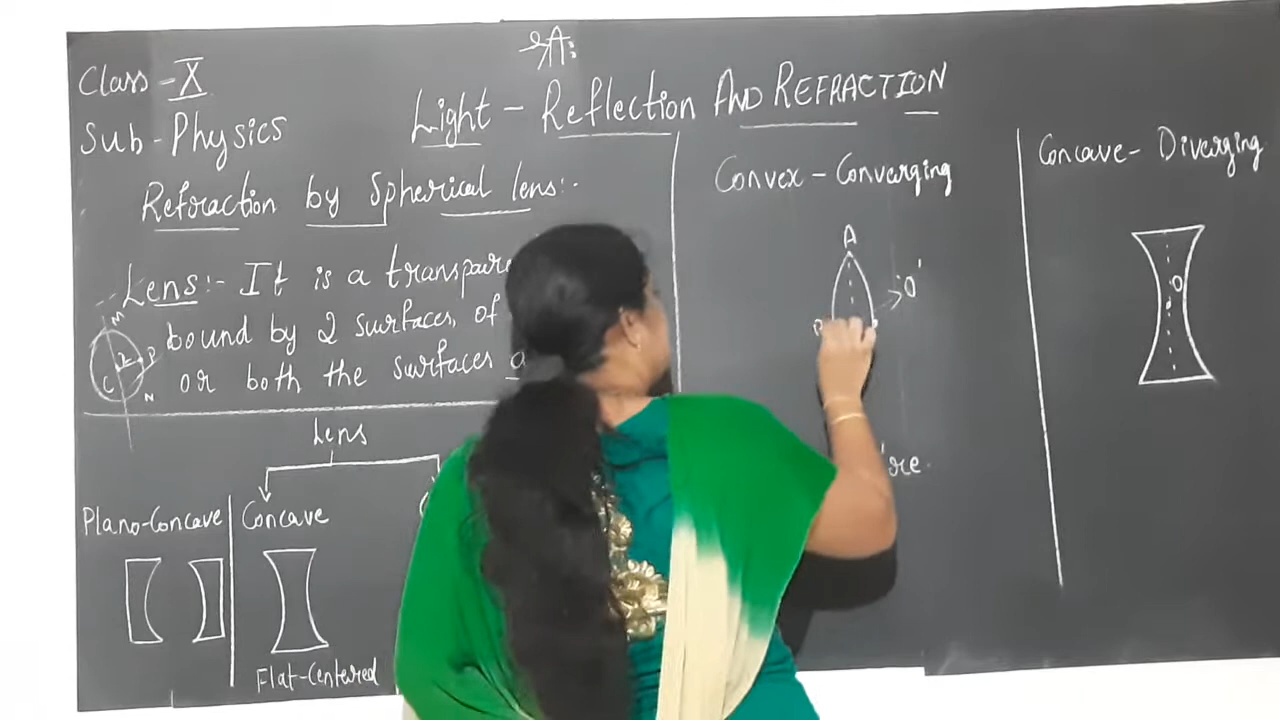 Class - X
Sub - Physics
Light - Reflection AND REFRACTION
Refraction by Spherical lens:-
Lens:- It is a transpare
bound by 2 surfaces, of
or both the surfaces
M
P
C
N
Lens
Plano-Concave
Concave
Flat-Centered
Convex - Converging
A
'O'
're.
Concave - Diverging
O